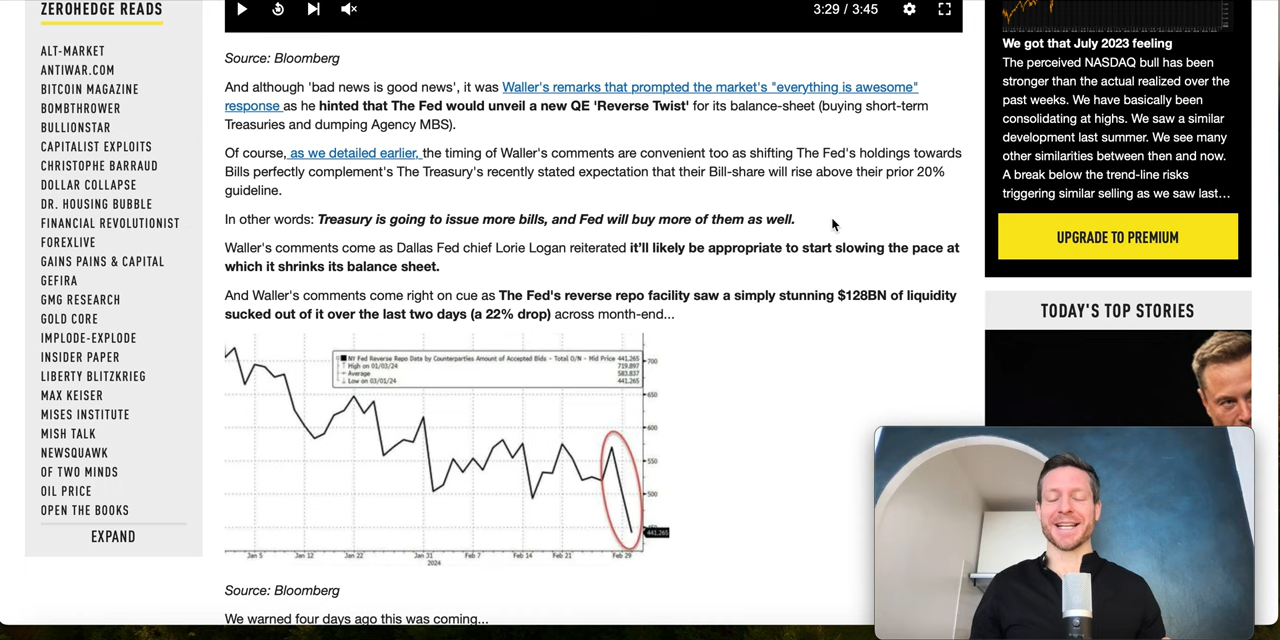 ZEROHEDGE READS
ALT-MARKET
ANTIWAR.COM
BITCOIN MAGAZINE
BOMBTHROWER
BULLIONSTAR
CAPITALIST EXPLOITS
CHRISTOPHE BARRAUD
DOLLAR COLLAPSE
DR. HOUSING BUBBLE
FINANCIAL REVOLUTIONIST
FOREXLIVE
GAINS PAINS & CAPITAL
GEFIRA
GMG RESEARCH
GOLD CORE
IMPLODE-EXPLODE
INSIDER PAPER
LIBERTY BLITZKRIEG
MAX KEISER
MISES INSTITUTE
MISH TALK
NEWSQUAWK
OF TWO MINDS
OIL PRICE
OPEN THE BOOKS
EXPAND
3:29 / 3:45
Source: Bloomberg
And although 'bad news is good news', it was Waller's remarks that prompted the market's "everything is awesome"
response as he hinted that The Fed would unveil a new QE 'Reverse Twist' for its balance-sheet (buying short-term
Treasuries and dumping Agency MBS).
Of course, as we detailed earlier, the timing of Waller's comments are convenient too as shifting The Fed's holdings towards
Bills perfectly complement's The Treasury's recently stated expectation that their Bill-share will rise above their prior 20%
guideline.
In other words: Treasury is going to issue more bills, and Fed will buy more of them as well.
Waller's comments come as Dallas Fed chief Lorie Logan reiterated it'll likely be appropriate to start slowing the pace at
which it shrinks its balance sheet.
And Waller's comments come right on cue as The Fed's reverse repo facility saw a simply stunning $128BN of liquidity
sucked out of it over the last two days (a 22% drop) across month-end...
NY Fed Reverse Repo Data by Counterparties Amount of Accepted Bids - Total O/N - Mid Price 441.265
High on 01/03/24 719.897
Average 583.837
Low on 03/01/24 441.265
700
650
600
550
500
441.265
Jan 5 Jan 12 Jan 22 Jan 31 Feb 7 Feb 14 Feb 21 Feb 29
2024
Source: Bloomberg
We warned four days ago this was coming...
We got that July 2023 feeling
The perceived NASDAQ bull has been
stronger than the actual realized over the
past weeks. We have basically been
consolidating at highs. We saw a similar
development last summer. We see many
other similarities between then and now.
A break below the trend-line risks
triggering similar selling as we saw last...
UPGRADE TO PREMIUM
TODAY'S TOP STORIES